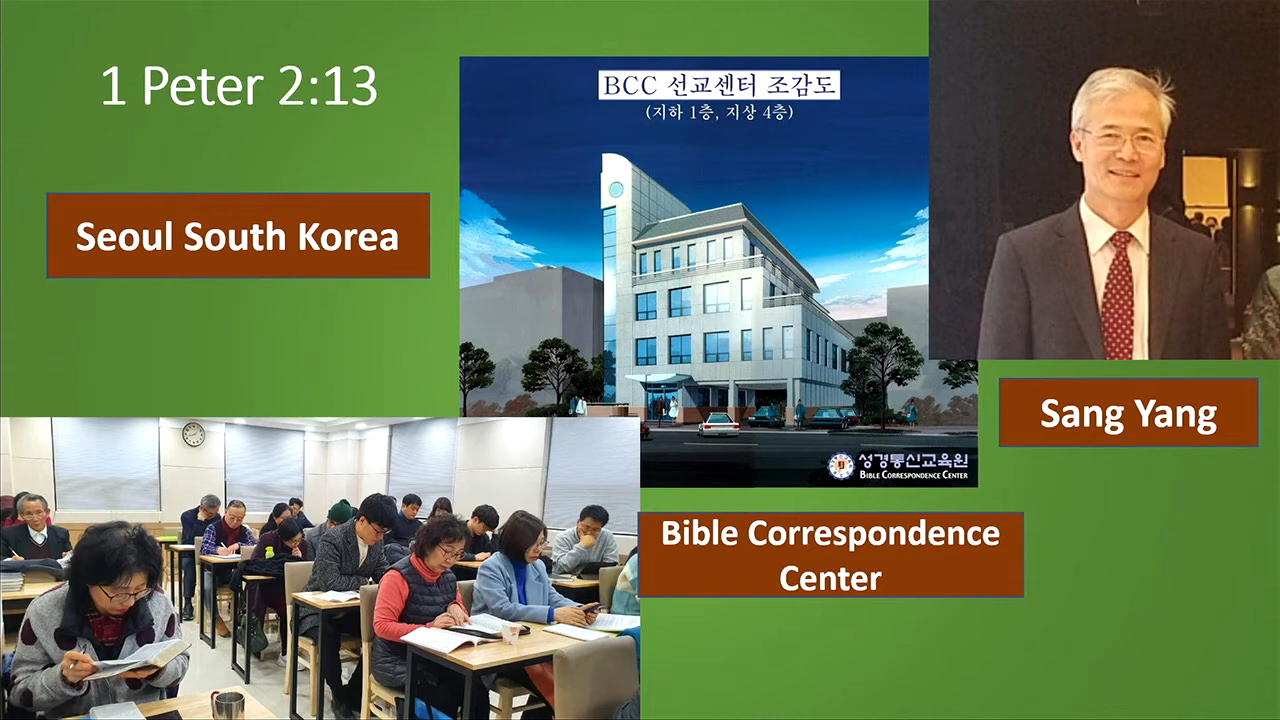 1 Peter 2:13
Seoul South Korea
BCC 선교센터 조감도
(지하 1층, 지상 4층)
성경통신교육원
BIBLE CORRESPONDENCE CENTER
Sang Yang
Bible Correspondence
Center